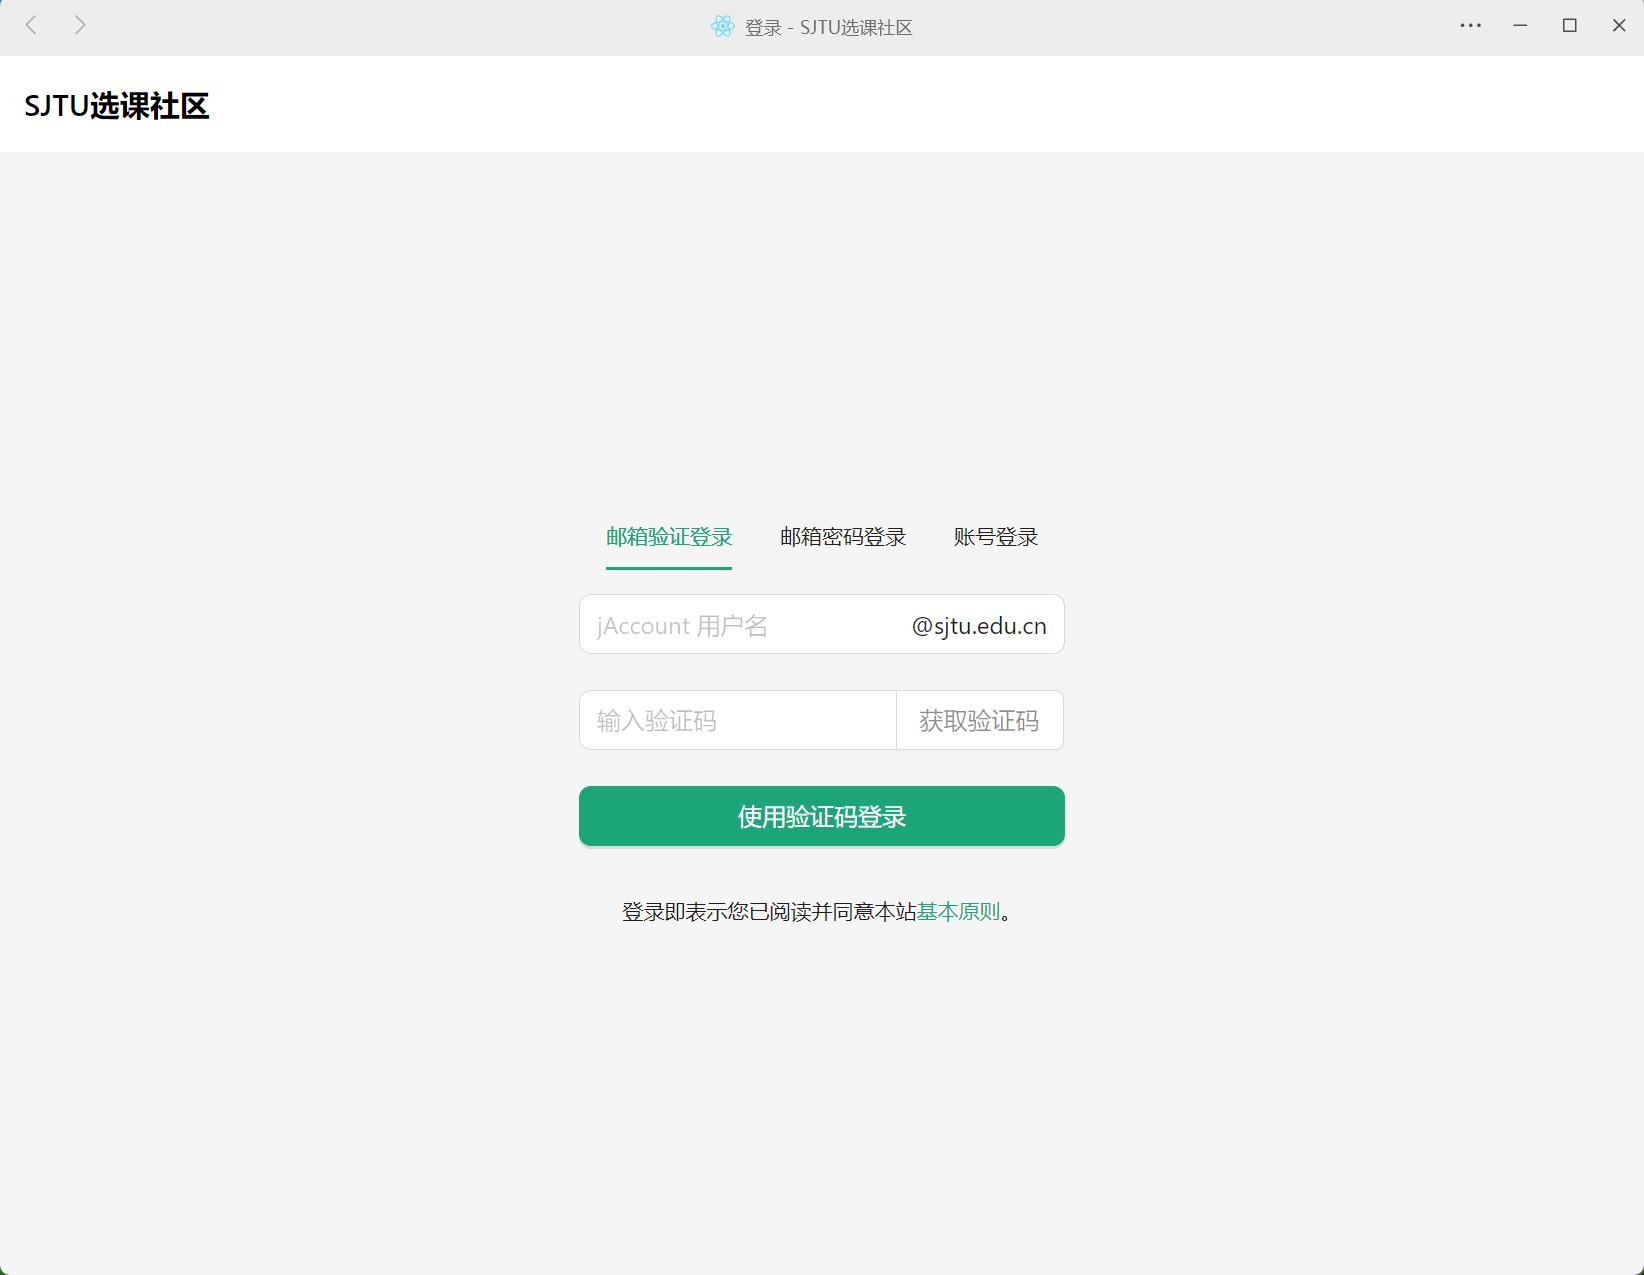 登录 - SJTU选课社区
SJTU选课社区
邮箱验证登录 邮箱密码登录 账号登录
jAccount 用户名 @sjtu.edu.cn
输入验证码 获取验证码
使用验证码登录
登录即表示您已阅读并同意本站基本原则。